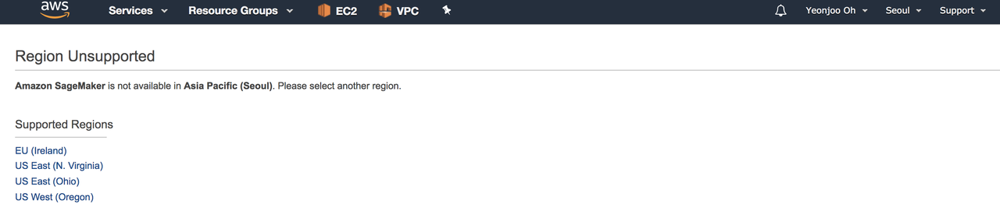 aws Services Resource Groups EC2 VPC Yeonjoo Oh Seoul Support
Region Unsupported
Amazon SageMaker is not available in Asia Pacific (Seoul). Please select another region.
Supported Regions
EU (Ireland)
US East (N. Virginia)
US East (Ohio)
US West (Oregon)